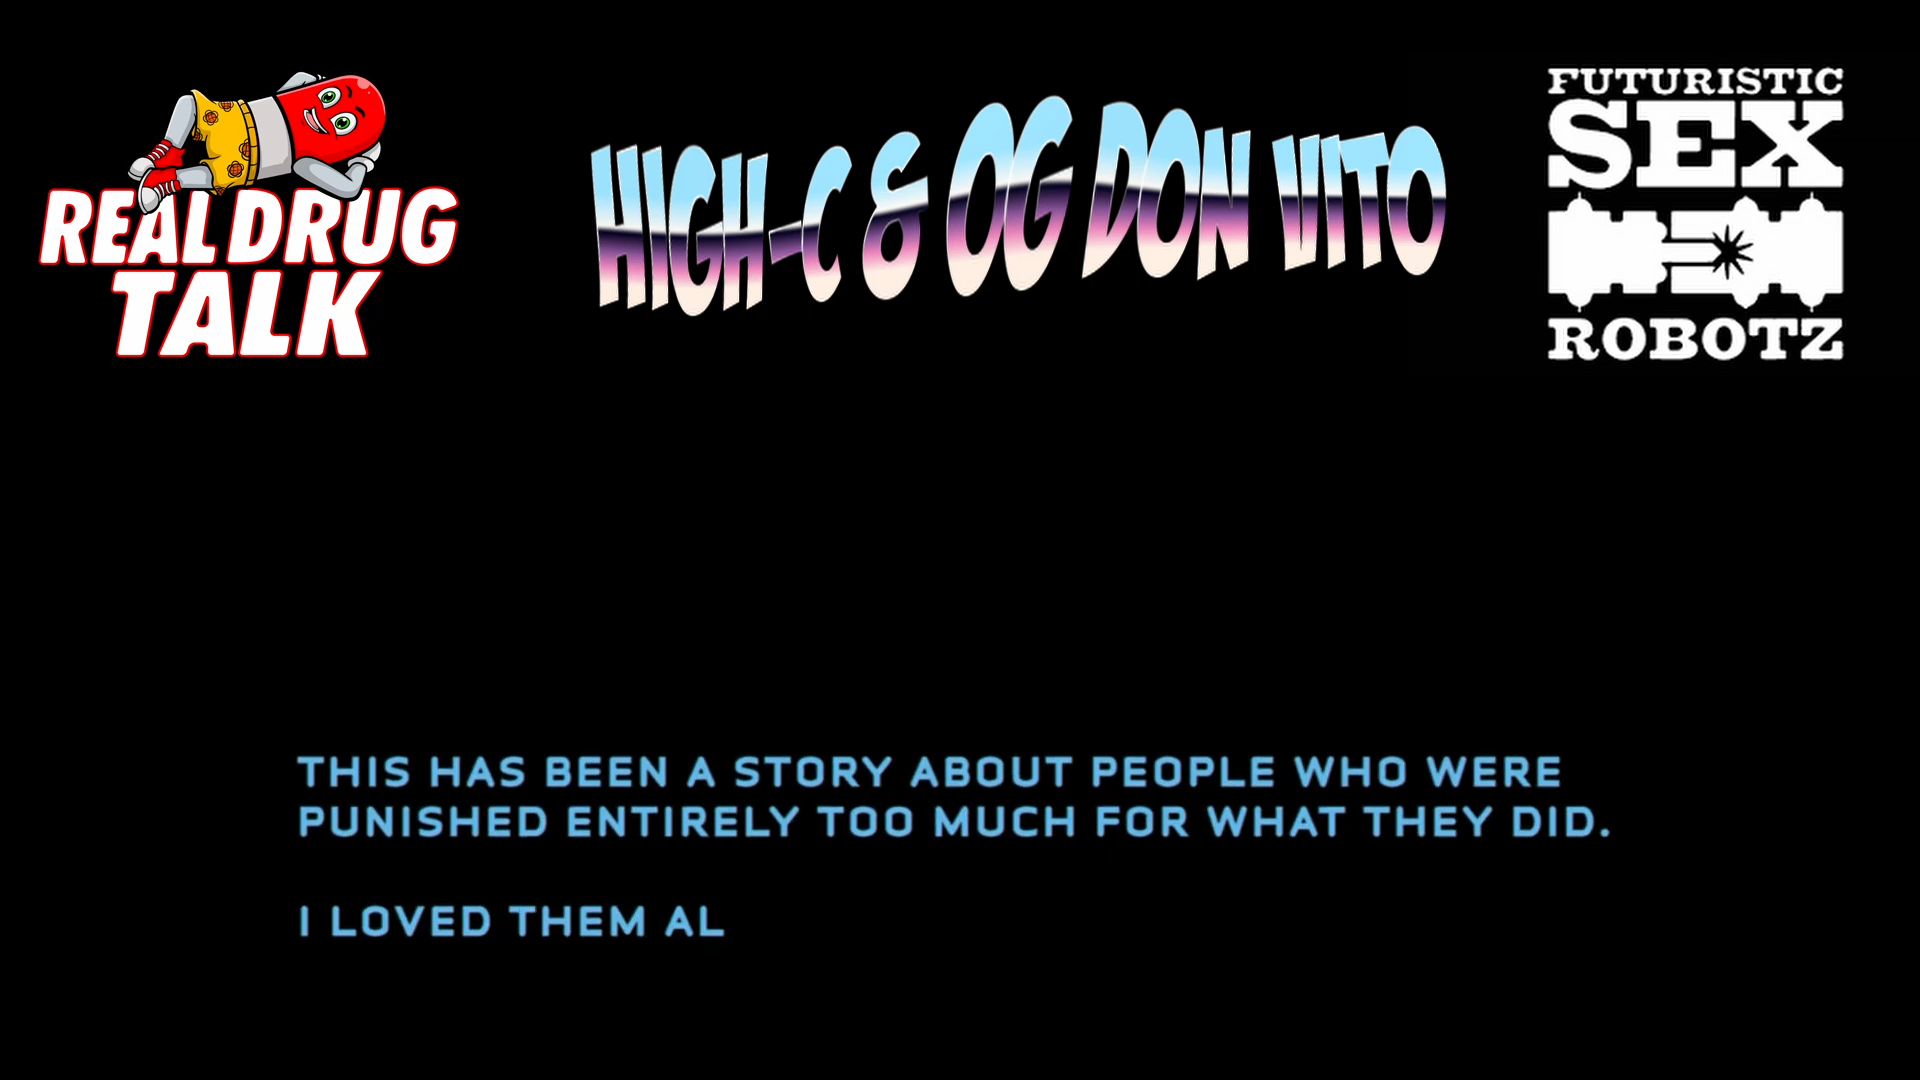 REAL DRUG
TALK
HIGH-C & OG DON VITO
FUTURISTIC
SEX
ROBOTZ
THIS HAS BEEN A STORY ABOUT PEOPLE WHO WERE
PUNISHED ENTIRELY TOO MUCH FOR WHAT THEY DID.
I LOVED THEM AL